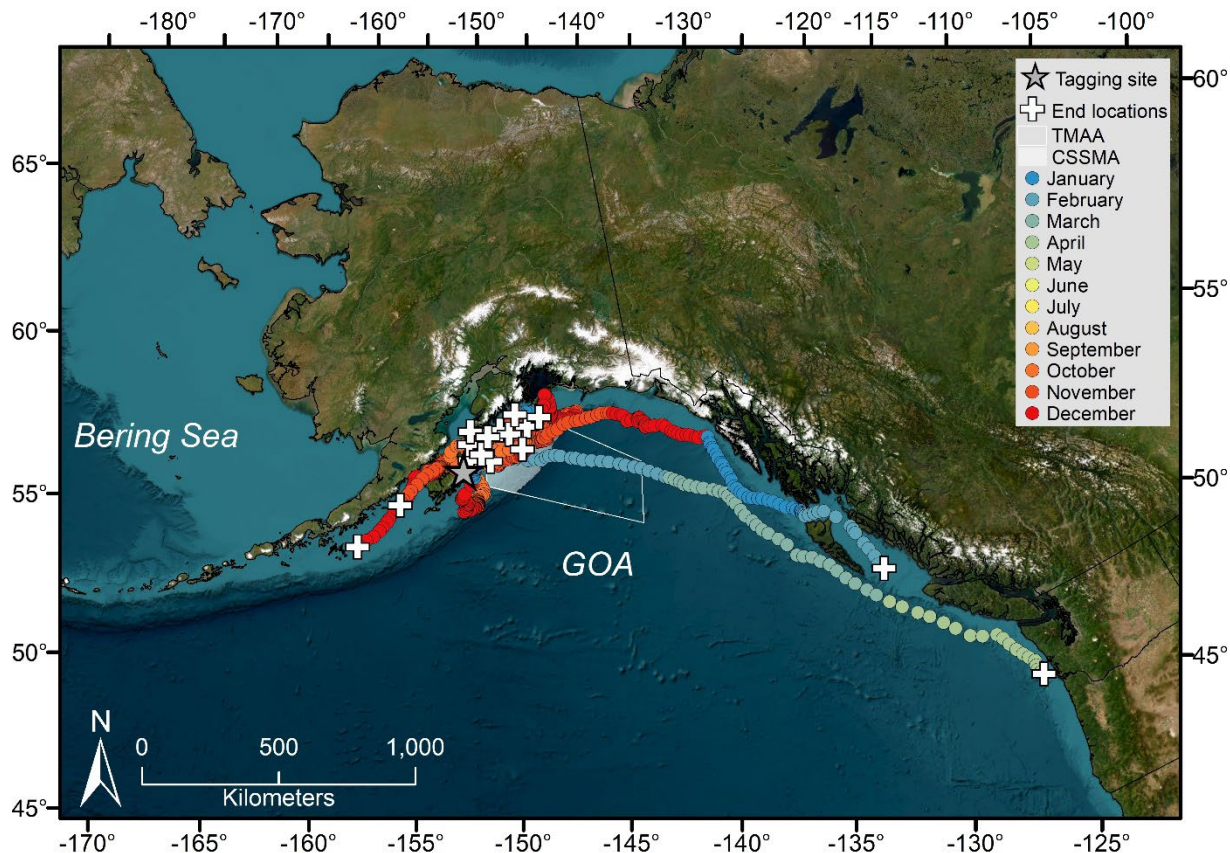 -180° -170° -160° -150° -140° -130° -128° -118° -110° -105° -100°
Tagging site
End locations
TMAA
CSSMA
January
February
March
April
May
June
July
August
September
October
November
December
65°
60°
55°
50°
45°
60°
55°
50°
45°
Bering Sea
GOA
N
0 500 1,000
Kilometers
-170° -165° -160° -155° -150° -145° -140° -135° -130° -125°